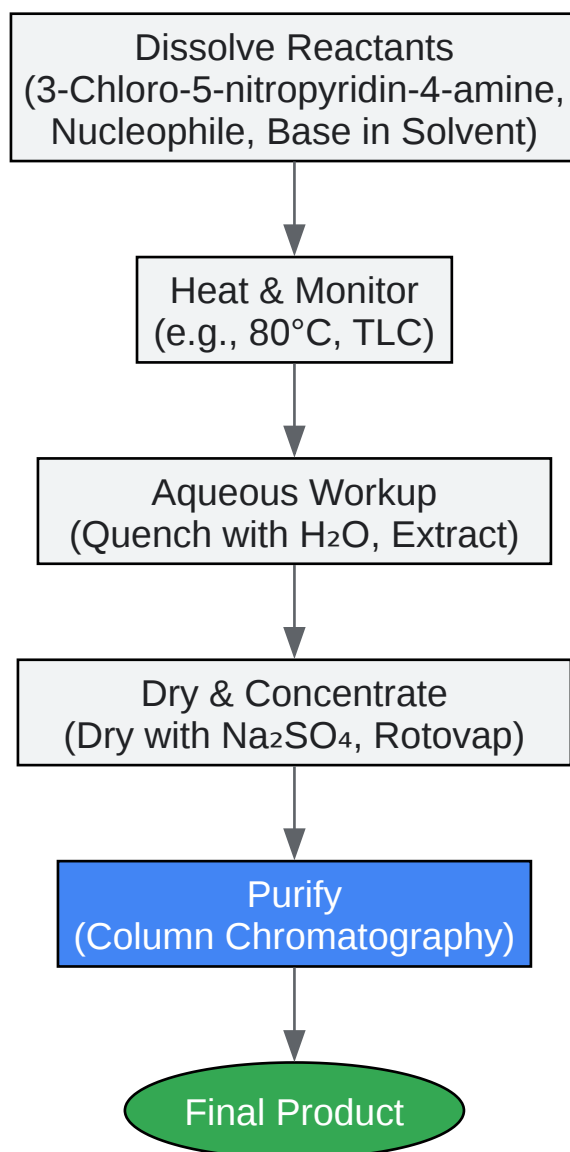 Dissolve Reactants
(3-Chloro-5-nitropyridin-4-amine,
Nucleophile, Base in Solvent)
Heat & Monitor
(e.g., 80°C, TLC)
Aqueous Workup
(Quench with H₂O, Extract)
Dry & Concentrate
(Dry with Na₂SO₄, Rotovap)
Purify
(Column Chromatography)
Final Product